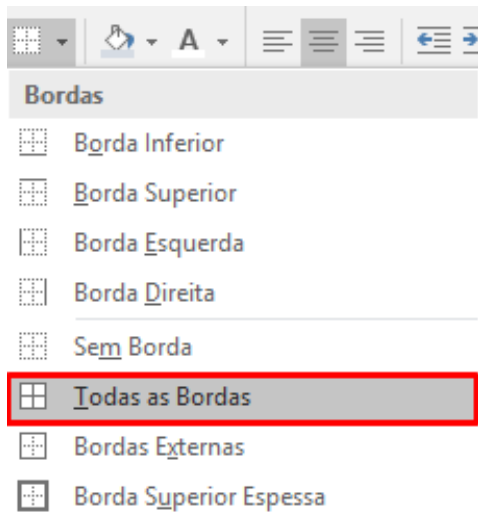 A
Bordas
Borda Inferior
Borda Superior
Borda Esquerda
Borda Direita
Sem Borda
Todas as Bordas
Bordas Externas
Borda Superior Espessa